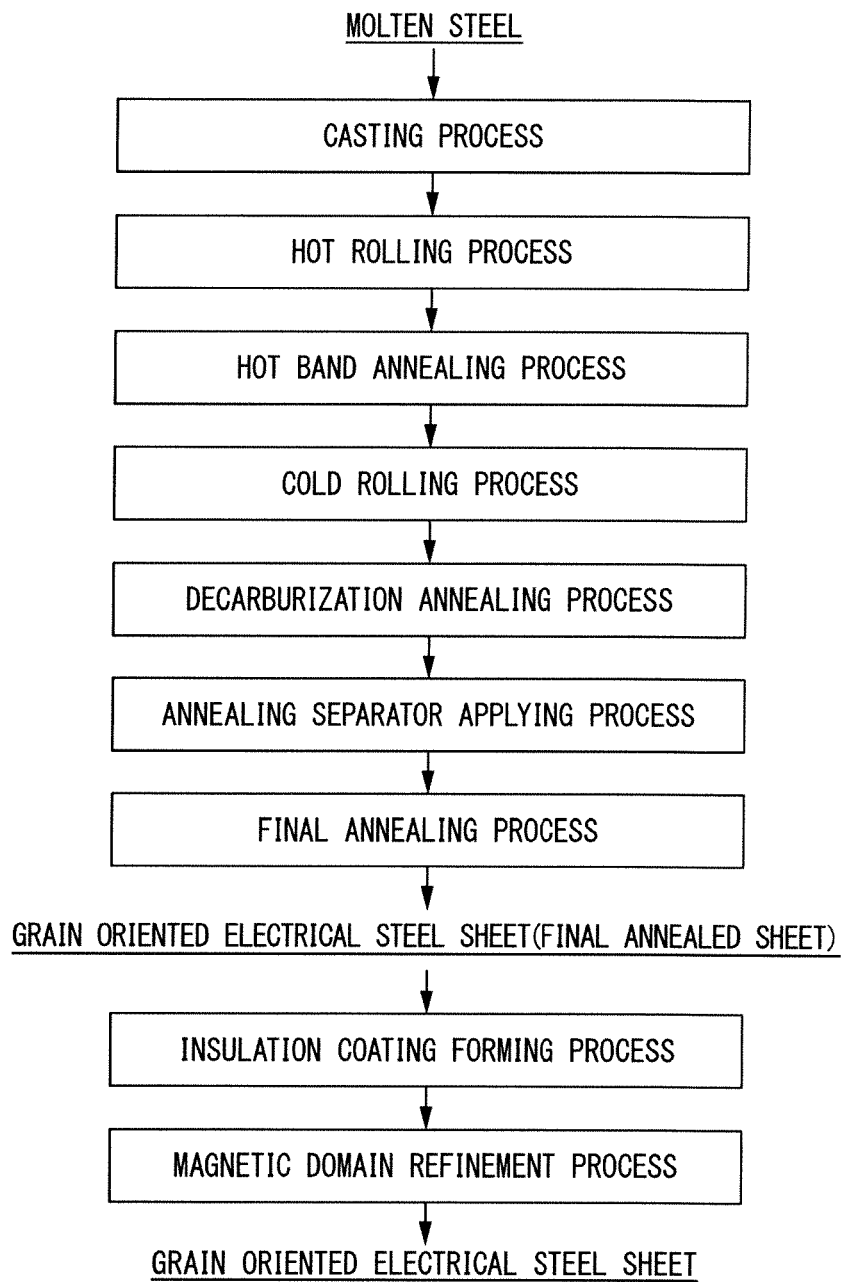 MOLTEN STEEL
CASTING PROCESS
HOT ROLLING PROCESS
HOT BAND ANNEALING PROCESS
COLD ROLLING PROCESS
DECARBURIZATION ANNEALING PROCESS
ANNEALING SEPARATOR APPLYING PROCESS
FINAL ANNEALING PROCESS
GRAIN ORIENTED ELECTRICAL STEEL SHEET(FINAL ANNEALED SHEET)
INSULATION COATING FORMING PROCESS
MAGNETIC DOMAIN REFINEMENT PROCESS
GRAIN ORIENTED ELECTRICAL STEEL SHEET